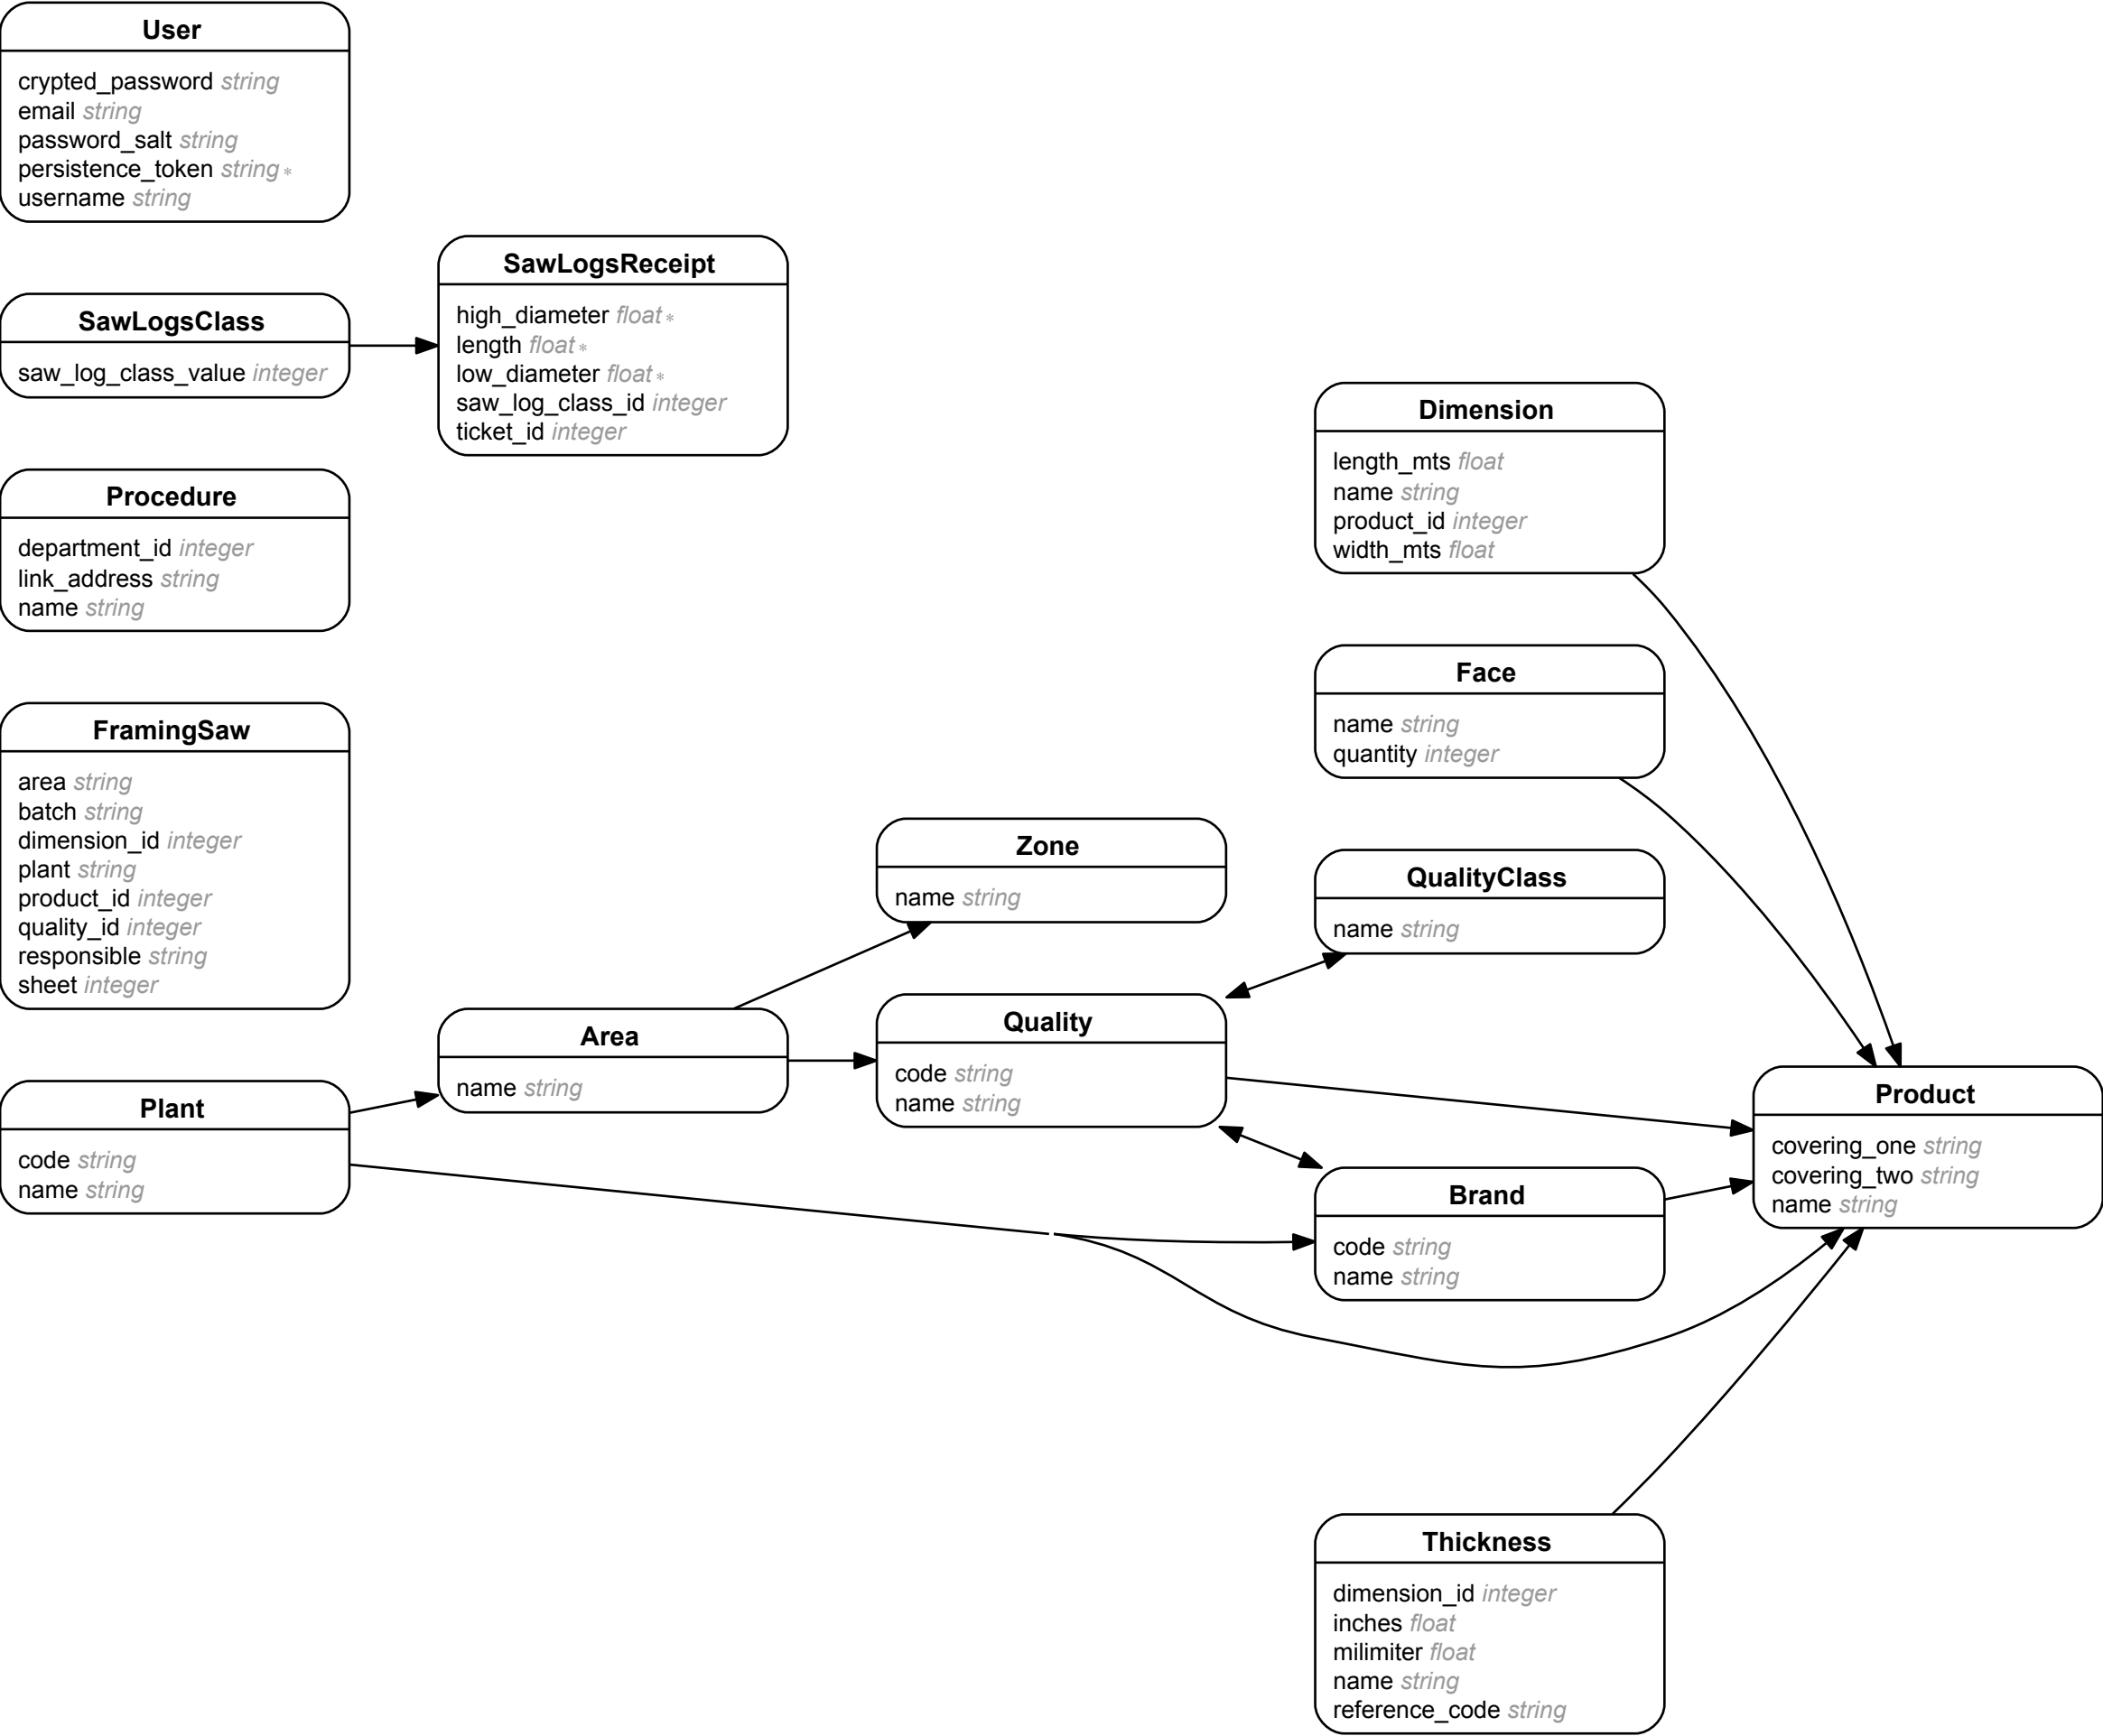 User
crypted_password string
email string
password_salt string
persistence_token string *
username string
SawLogsClass
saw_log_class_value integer
SawLogsReceipt
high_diameter float *
length float *
low_diameter float *
saw_log_class_id integer
ticket_id integer
Procedure
department_id integer
link_address string
name string
FramingSaw
area string
batch string
dimension_id integer
plant string
product_id integer
quality_id integer
responsible string
sheet integer
Plant
code string
name string
Area
name string
Zone
name string
Quality
code string
name string
Dimension
length_mts float
name string
product_id integer
width_mts float
Face
name string
quantity integer
QualityClass
name string
Brand
code string
name string
Product
covering_one string
covering_two string
name string
Thickness
dimension_id integer
inches float
milimiter float
name string
reference_code string